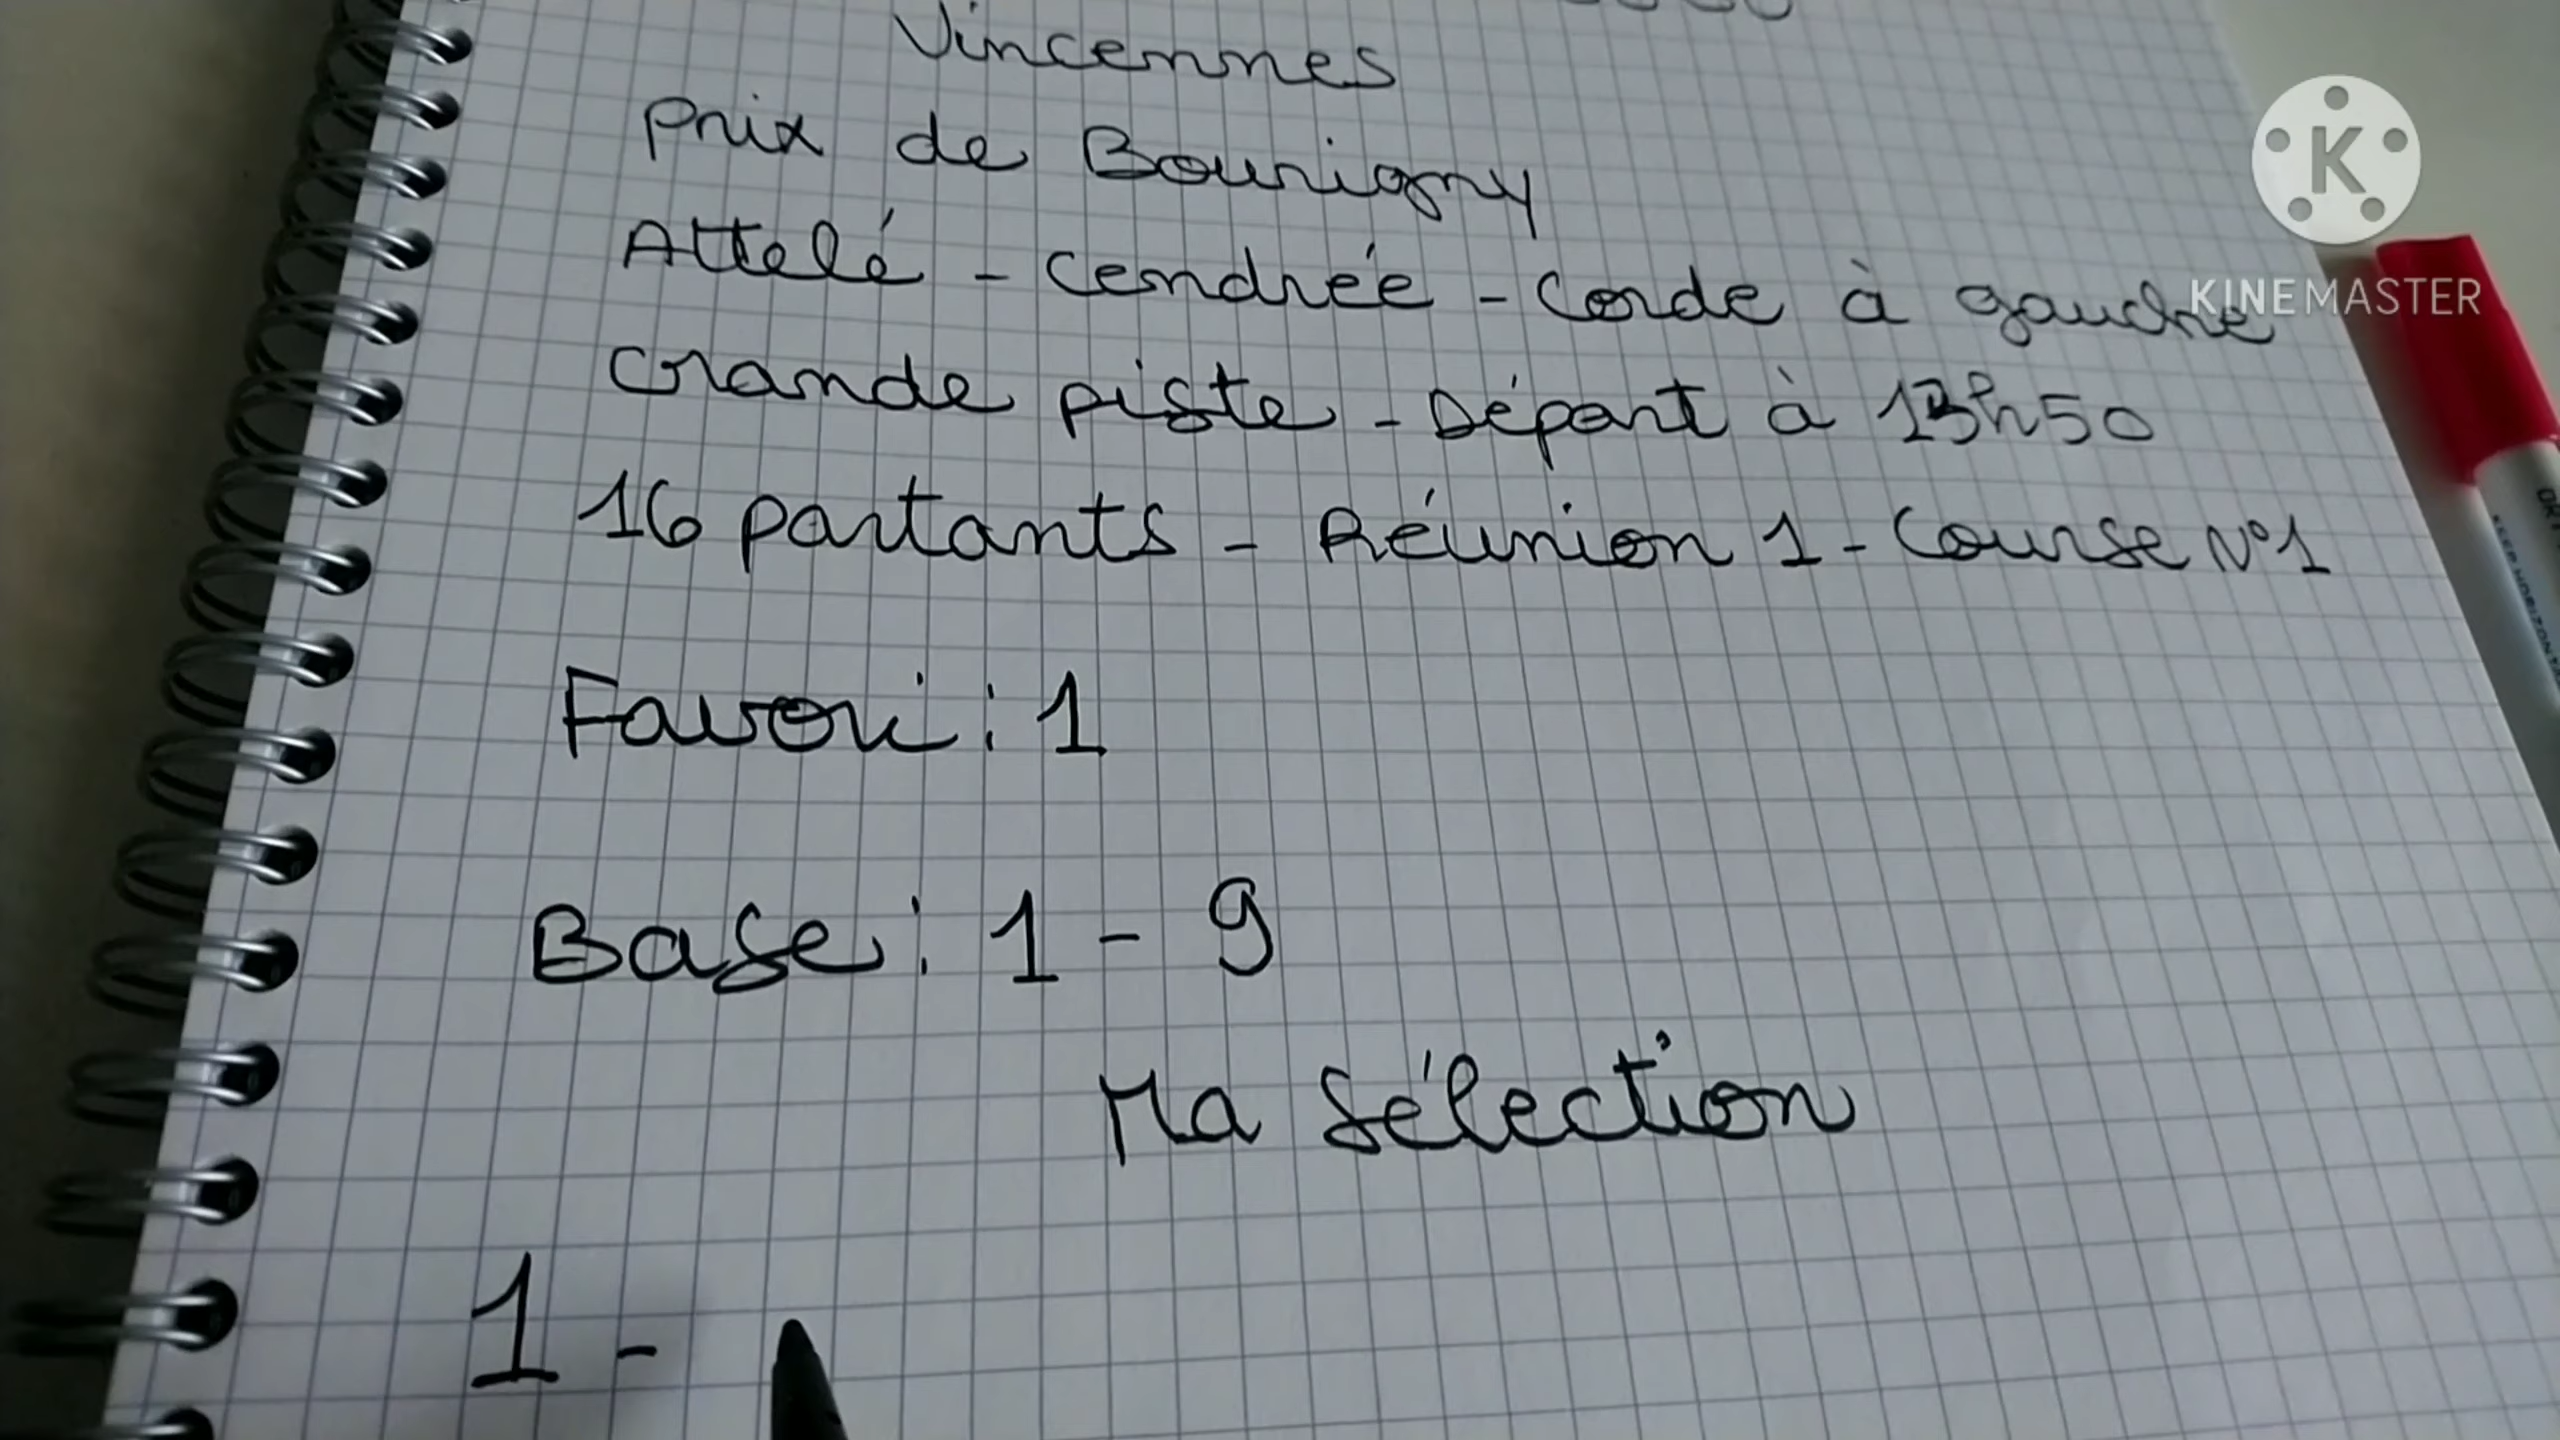 Vincennes
Prix de Bourigny
Attelé - Cendrée - Corde à gauche
Grande piste - Départ à 13h50
16 partants - Réunion 1 - Course N°1
Favori : 1
Base : 1 - 9
Ma Sélection
1 -
K
KINEMASTER